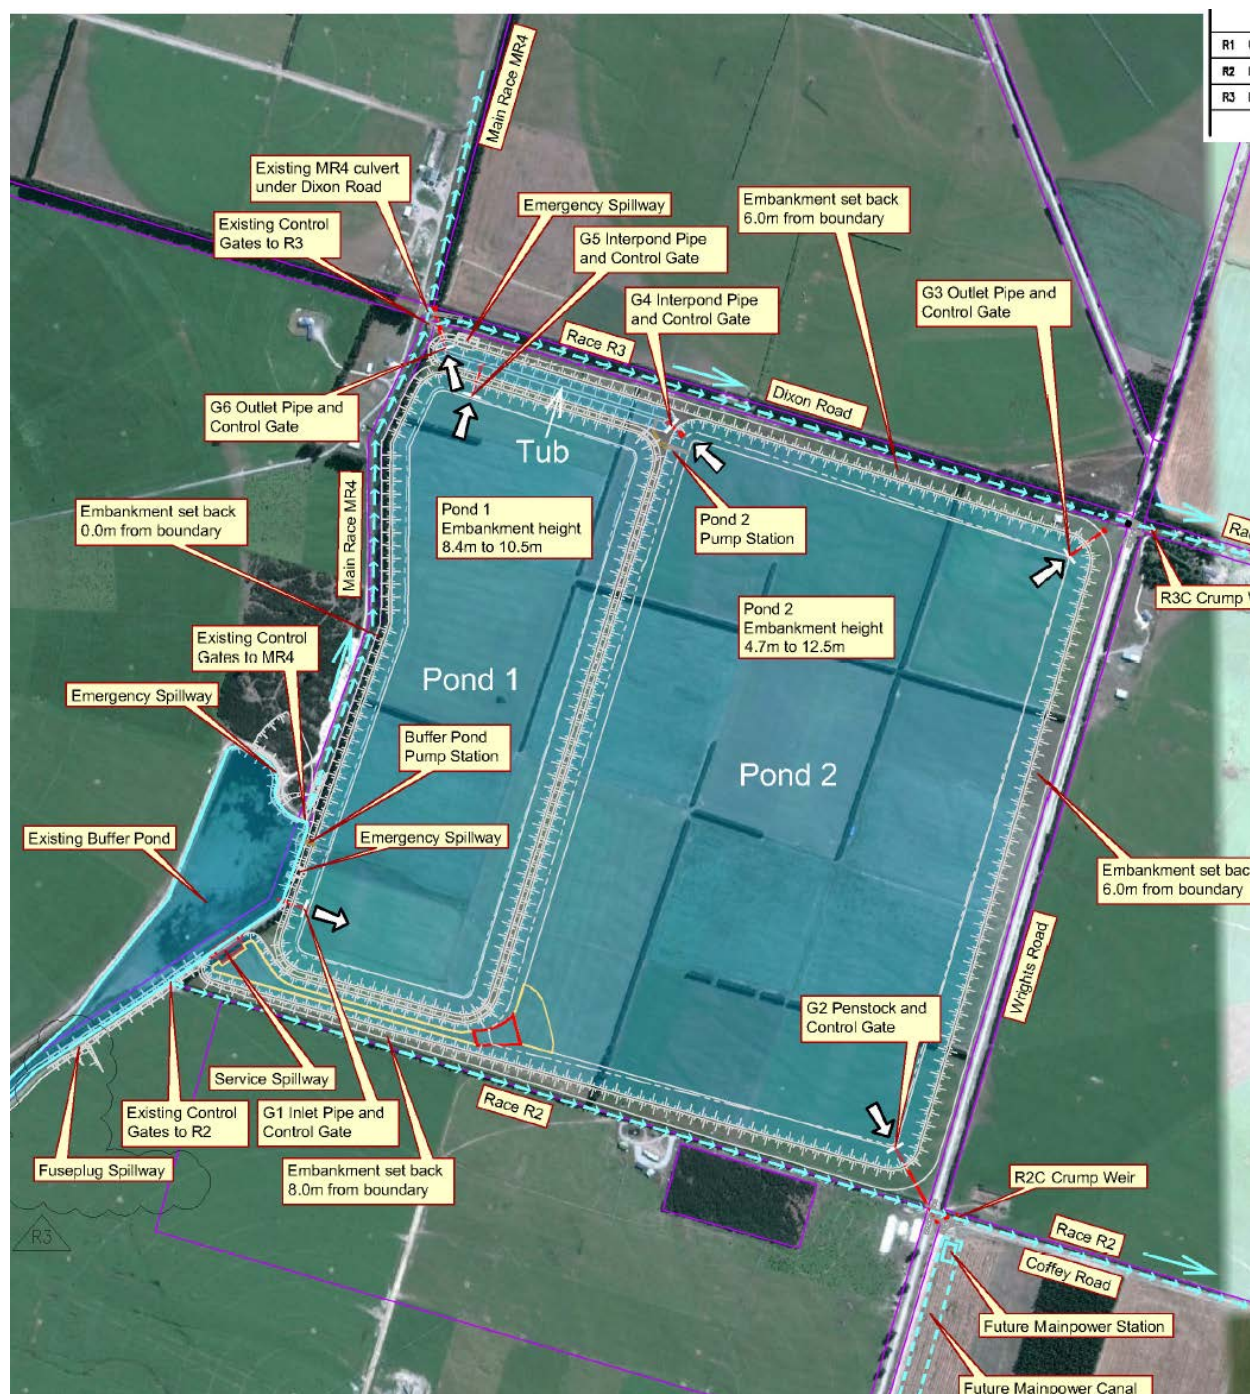 R1
R2
R3
Main Race MR4
Existing MR4 culvert
under Dixon Road
Emergency Spillway
Embankment set back
6.0m from boundary
Existing Control
Gates to R3
G5 Interpond Pipe
and Control Gate
G4 Interpond Pipe
and Control Gate
G3 Outlet Pipe and
Control Gate
Race R3
Dixon Road
G6 Outlet Pipe and
Control Gate
Tub
Embankment set back
0.0m from boundary
Main Race MR4
Pond 1
Embankment height
8.4m to 10.5m
Pond 2
Pump Station
R3C Crump
Pond 2
Embankment height
4.7m to 12.5m
Existing Control
Gates to MR4
Emergency Spillway
Pond 1
Buffer Pond
Pump Station
Pond 2
Existing Buffer Pond
Emergency Spillway
Embankment set
6.0m from boundary
Wrights Road
G2 Penstock and
Control Gate
Service Spillway
Race R2
Existing Control
Gates to R2
G1 Inlet Pipe and
Control Gate
Fuseplug Spillway
Embankment set back
8.0m from boundary
R2C Crump Weir
R3
Race R2
Coffey Road
Future Mainpower Station
Future Mainpower Canal